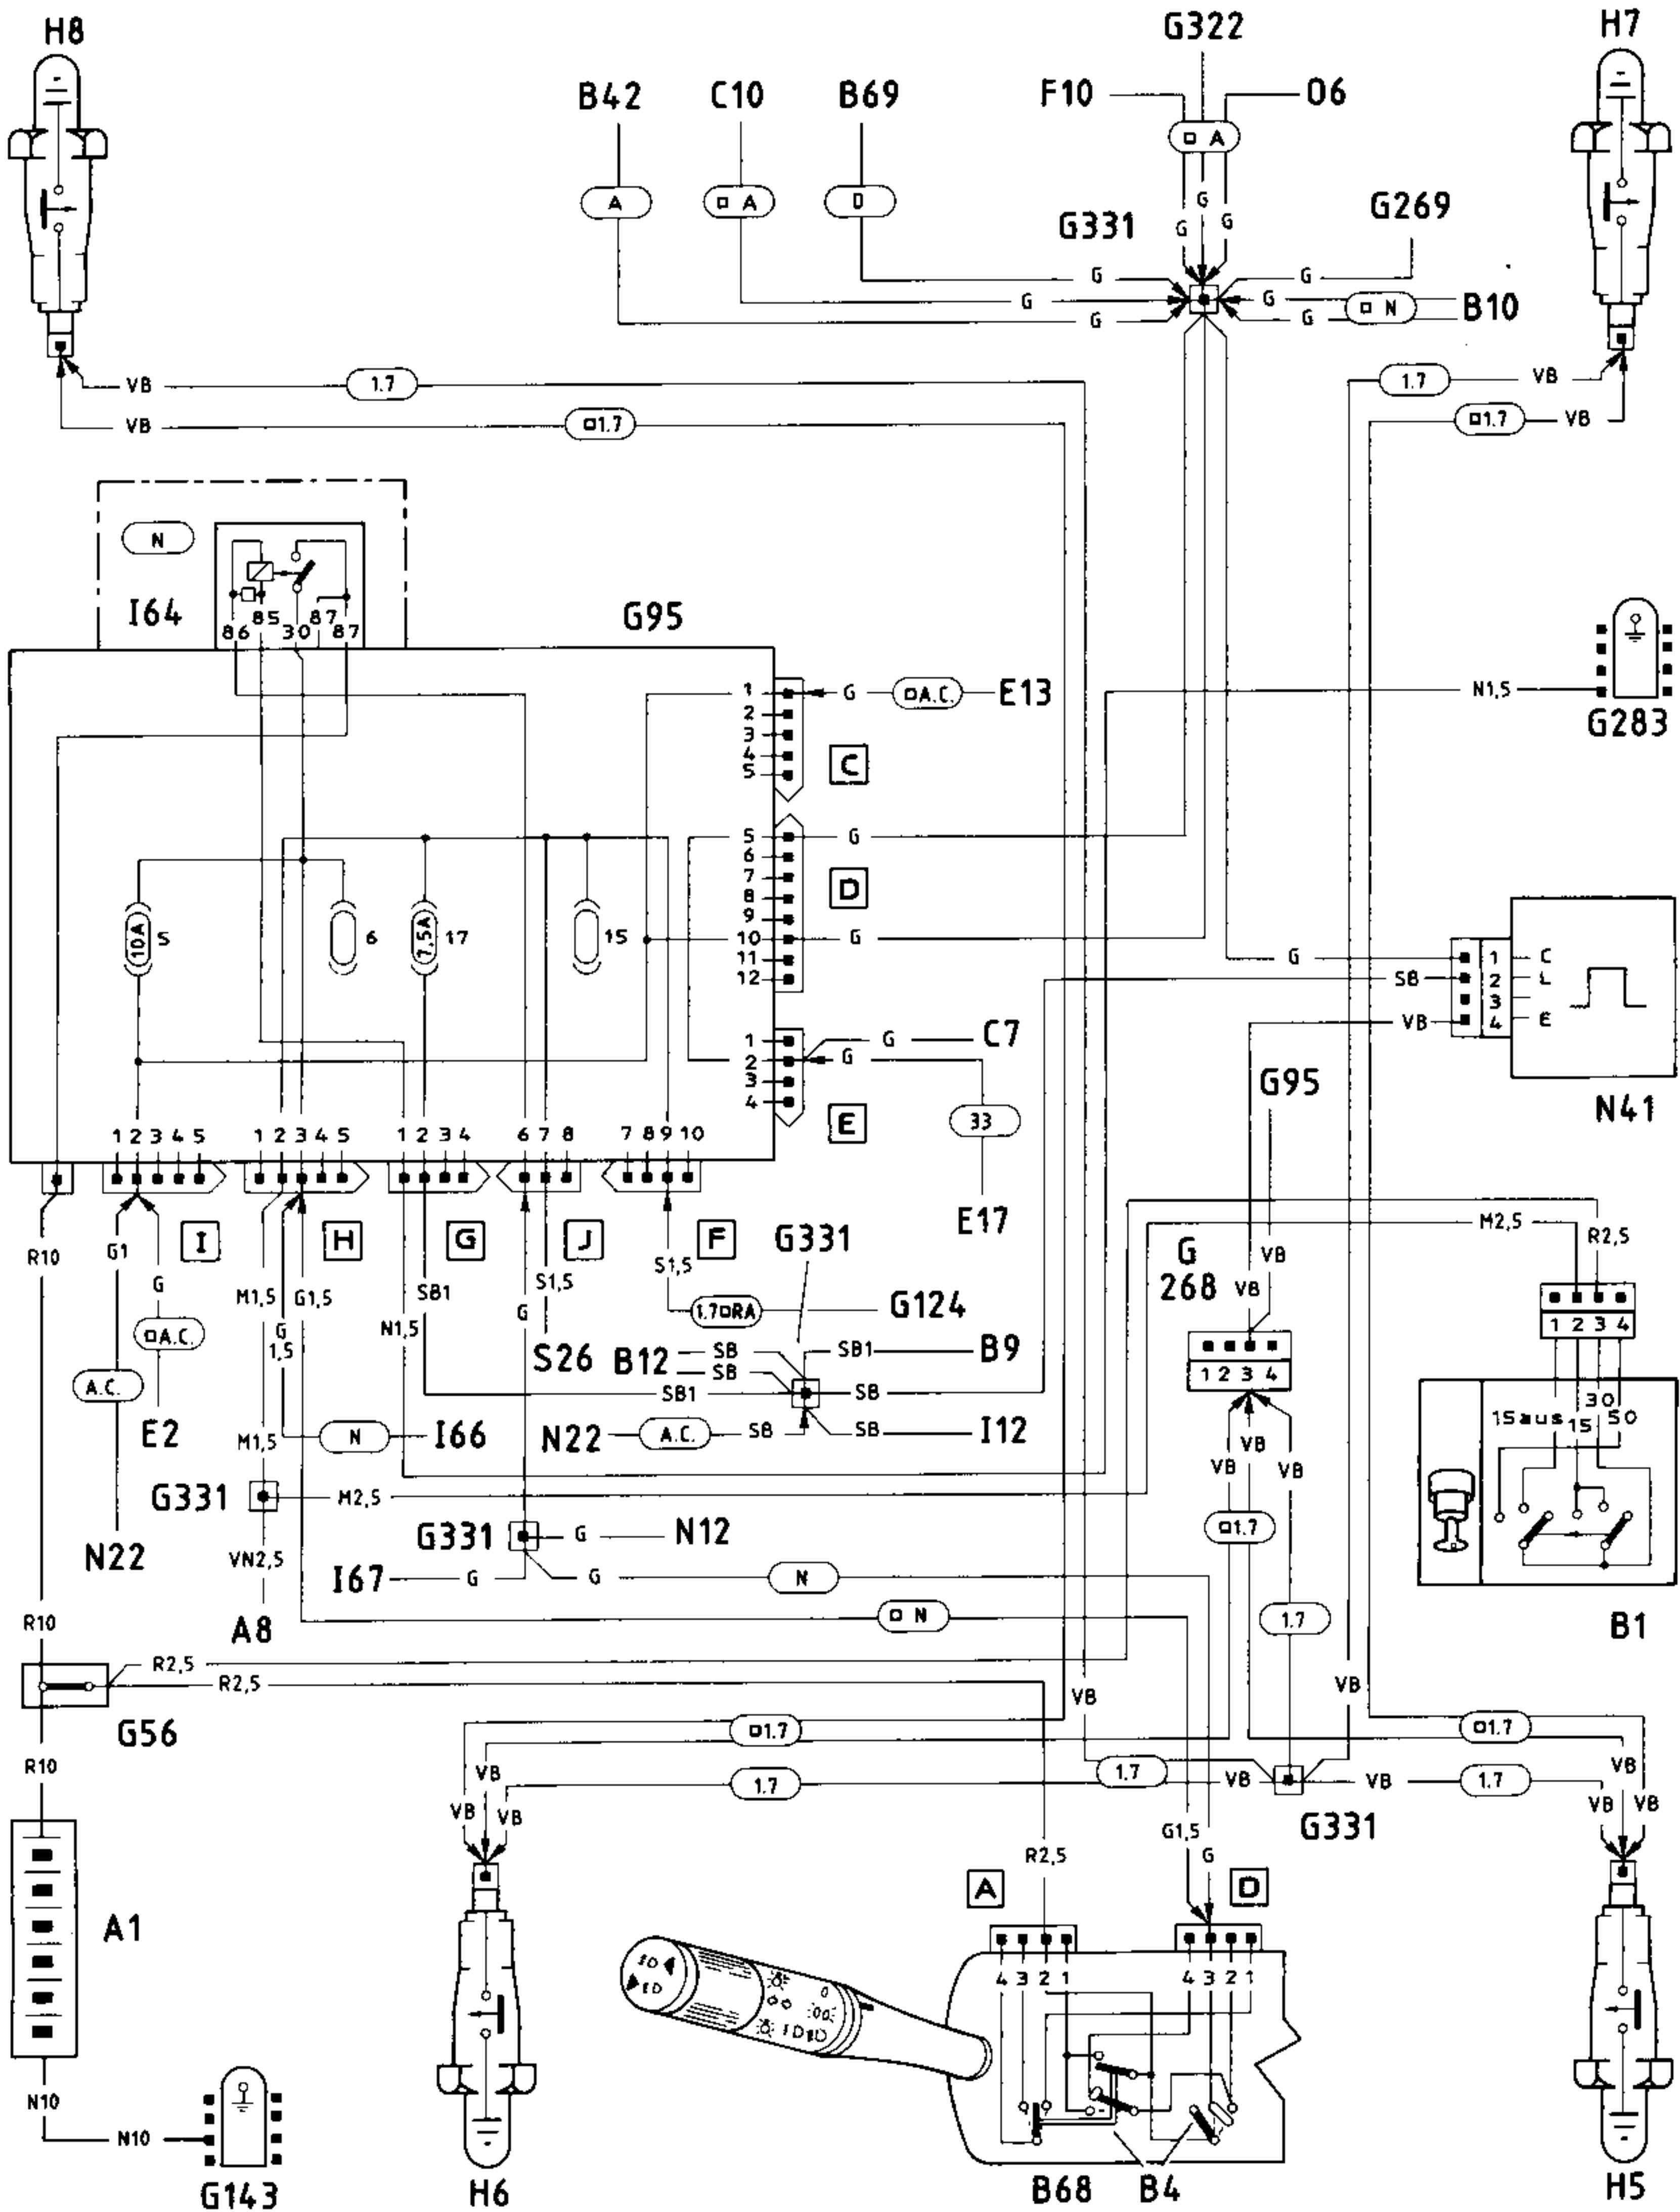 H8
G322
H7
B42
C10
B69
F10
O6
A
A
D
A
G331
G269
G
G
G
G
G
G
G
G
G
N
B10
VB
1.7
1.7
VB
VB
1.7
1.7
VB
N
I64
86
85
30
87
87
G95
1
2
3
4
5
G
A.C.
E13
C
N1,5
G283
5
6
7
8
9
10
11
12
G
G
D
10A
5
6
7,5A
17
15
G
SB
VB
1
2
3
4
C
L
E
N41
1
2
3
4
G
C7
G
E
33
E17
G95
1 2 3 4 5
1 2 3 4 5
1 2 3 4
6 7 8
7 8 9 10
I
H
G
J
F
R10
G1
G
M1,5
G1,5
G
1,5
N1,5
SB1
G
S1,5
S1,5
1.7 RA
G124
G331
A.C.
A.C.
E2
N22
S26
B12
SB
SB
SB1
B9
SB1
SB
N22
A.C.
SB
SB
I12
M1,5
N
I66
G
268
VB
VB
1 2 3 4
M2,5
R2,5
1 2 3 4
30
15aus
15
50
B1
G331
M2,5
VN2,5
A8
G331
G
N12
I67
G
G
N
N
VB
VB
VB
1.7
1.7
R10
R2,5
R2,5
G56
R10
VB
VB
1.7
1.7
1.7
1.7
1.7
VB
VB
VB
VB
VB
VB
VB
VB
G331
A1
N10
N10
G143
H6
R2,5
G1,5
G
A
D
4 3 2 1
4 3 2 1
B68
B4
H5